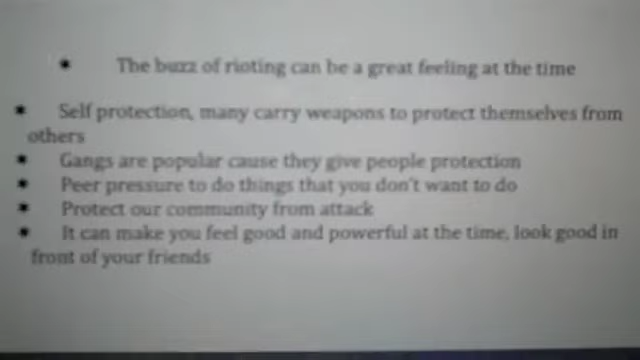 • The buzz of rioting can be a great feeling at the time
• Self protection, many carry weapons to protect themselves from
others
• Gangs are popular cause they give people protection
• Peer pressure to do things that you don't want to do
• Protect our community from attack
• It can make you feel good and powerful at the time, look good in
front of your friends